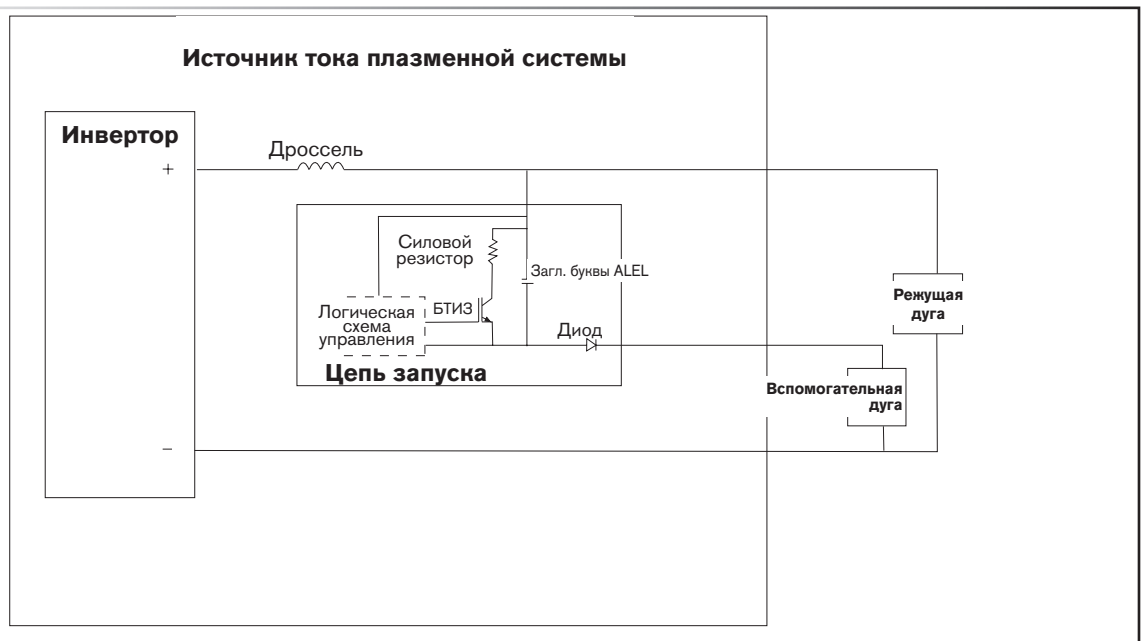 Источник тока плазменной системы
Инвертор
+
Дроссель
Силовой
резистор
Загл. буквы ALEL
БТИЗ
Логическая
схема
управления
Диод
Цепь запуска
Режущая
дуга
Вспомогательная
дуга
−